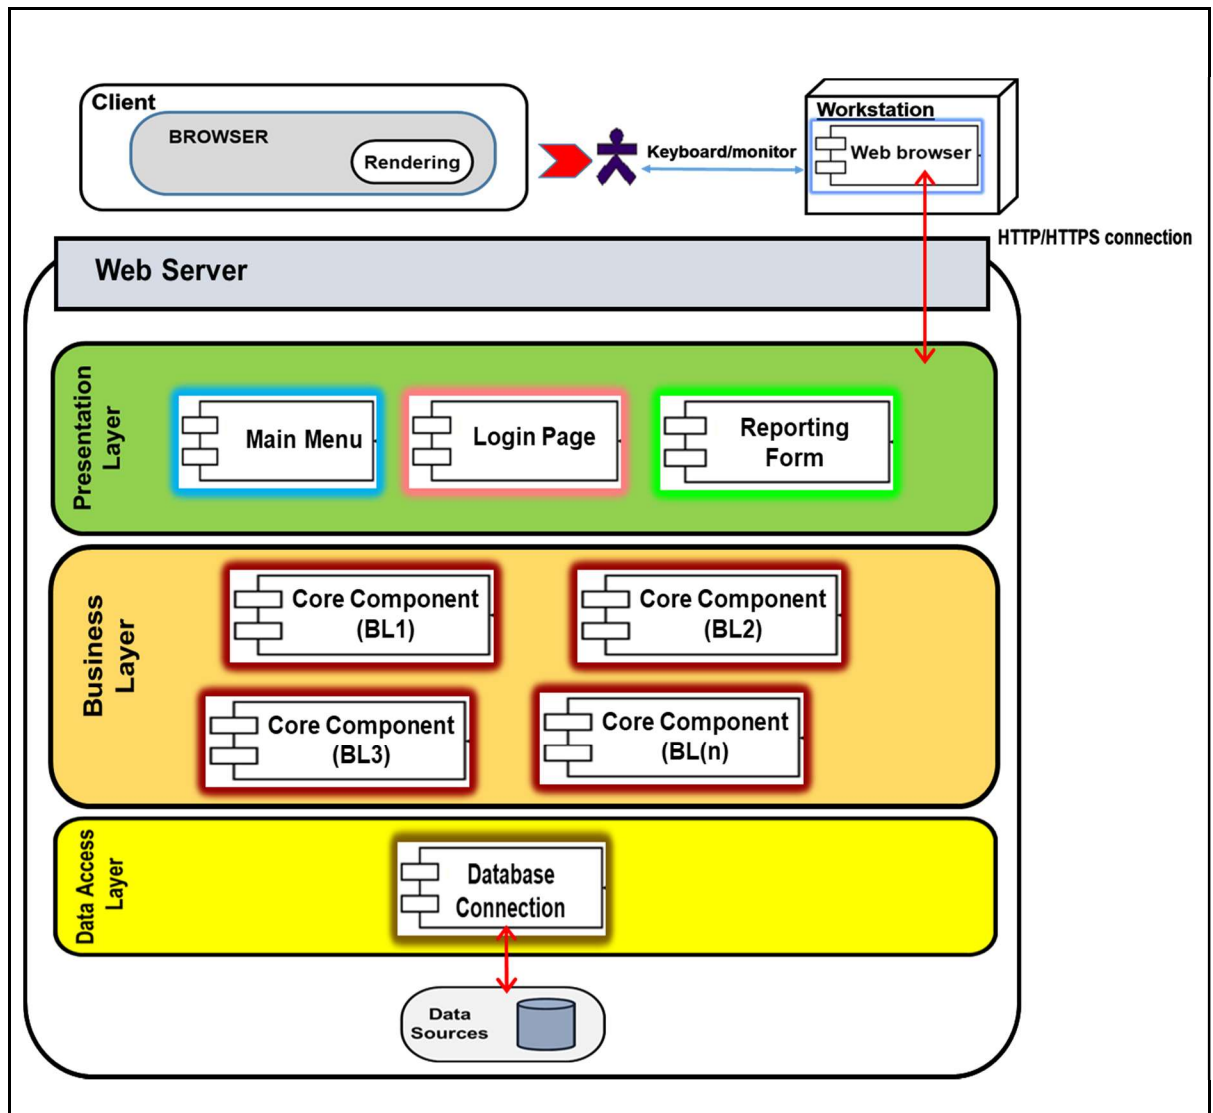 Client
BROWSER
Rendering
Keyboard/monitor
Workstation
Web browser
HTTP/HTTPS connection
Web Server
Presentation
Layer
Main Menu
Login Page
Reporting
Form
Business
Layer
Core Component
(BL1)
Core Component
(BL2)
Core Component
(BL3)
Core Component
(BL(n)
Data Access
Layer
Database
Connection
Data
Sources